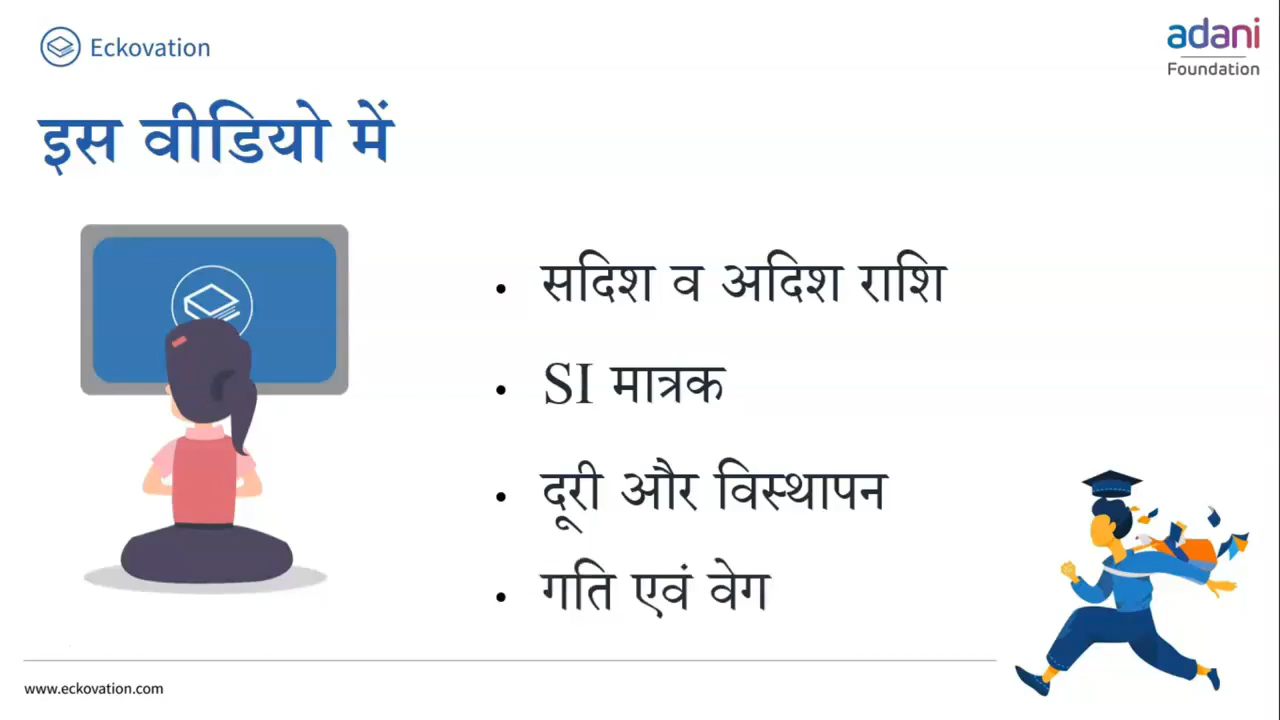 Eckovation
adani
Foundation
इस वीडियो में
• सदिश व अदिश राशि
• SI मात्रक
• दूरी और विस्थापन
• गति एवं वेग
www.eckovation.com